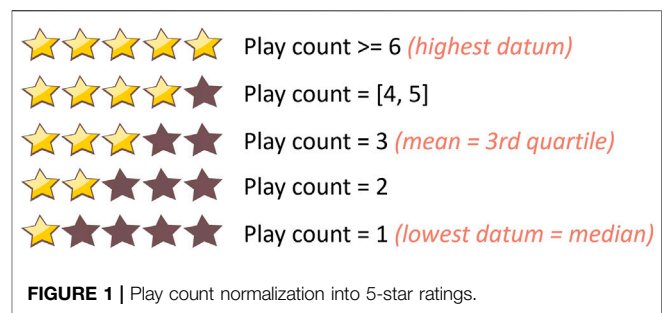 Play count >= 6 (highest datum)
Play count = [4, 5]
Play count = 3 (mean = 3rd quartile)
Play count = 2
Play count = 1 (lowest datum = median)
FIGURE 1 | Play count normalization into 5-star ratings.